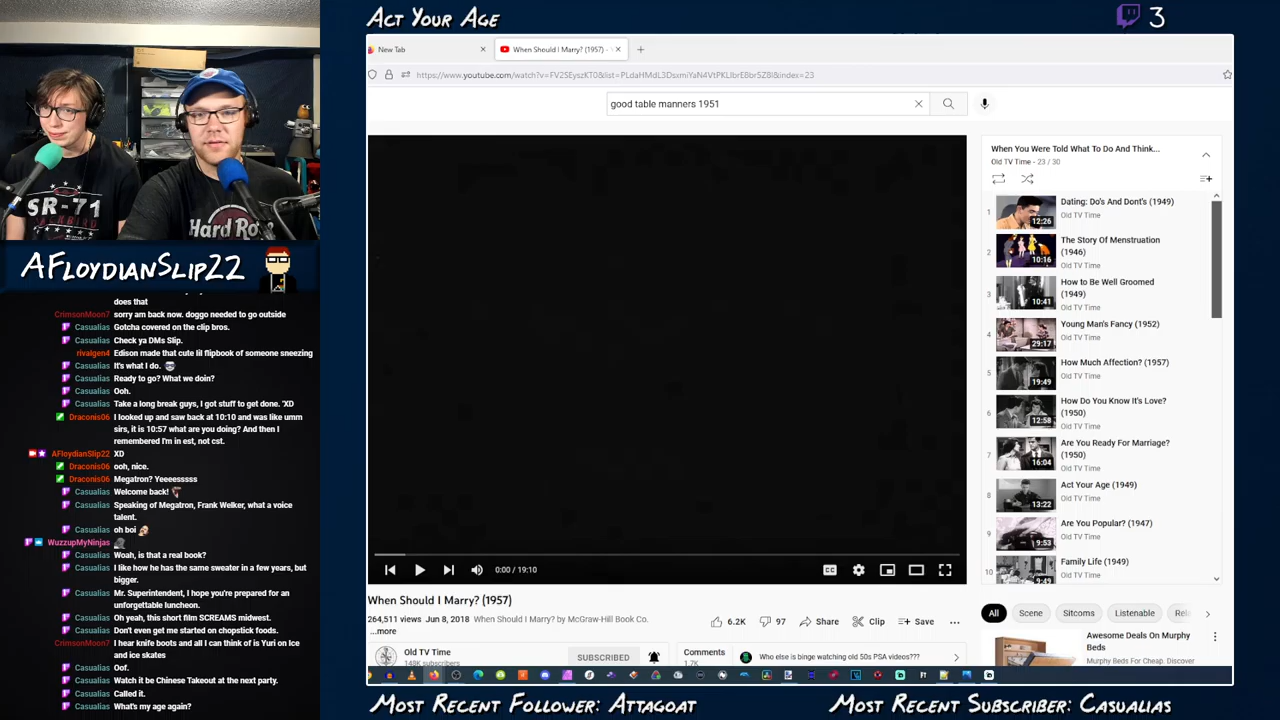 Act Your Age
3
New Tab
When Should I Marry? (1957) -
https://www.youtube.com/watch?v=FV2SEyszKT0&list=PLdaHMdL3DsxmiYaN4VtPKLIbrE8br5Z8I&index=23
good table manners 1951
SR-71
BLACKBIRD
Hard Rock
AFloydianSlip22
does that
CrimsonMoon7 sorry am back now. doggo needed to go outside
Casualias Gotcha covered on the clip bros.
Casualias Check ya DMs Slip.
rivalgen4 Edison made that cute lil flipbook of someone sneezing
Casualias It's what I do.
Casualias Ready to go? What we doin?
Casualias Ooh.
Casualias Take a long break guys, I got stuff to get done. 'XD
Draconis06 I looked up and saw back at 10:10 and was like umm
sirs, it is 10:57 what are you doing? And then I
remembered I'm in est, not cst.
AFloydianSlip22 XD
Draconis06 ooh, nice.
Draconis06 Megatron? Yeeeesssss
Casualias Welcome back!
Casualias Speaking of Megatron, Frank Welker, what a voice
talent.
Casualias oh boi
WuzzupMyNinjas
Casualias Woah, is that a real book?
Casualias I like how he has the same sweater in a few years, but
bigger.
Casualias Mr. Superintendent, I hope you're prepared for an
unforgettable luncheon.
Casualias Oh yeah, this short film SCREAMS midwest.
Casualias Don't even get me started on chopstick foods.
CrimsonMoon7 I hear knife boots and all I can think of is Yuri on Ice
and ice skates
Casualias Oof.
Casualias Watch it be Chinese Takeout at the next party.
Casualias Called it.
Casualias What's my age again?
0:00 / 19:10
When Should I Marry? (1957)
264,511 views Jun 8, 2018 When Should I Marry? by McGraw-Hill Book Co.
...more
6.2K
97
Share
Clip
Save
Old TV Time
148K subscribers
SUBSCRIBED
Comments
1.7K
Who else is binge watching old 50s PSA videos???
When You Were Told What To Do And Think...
Old TV Time - 23 / 30
1
12:26
Dating: Do's And Dont's (1949)
Old TV Time
2
10:16
The Story Of Menstruation
(1946)
Old TV Time
3
10:41
How to Be Well Groomed
(1949)
Old TV Time
4
29:17
Young Man's Fancy (1952)
Old TV Time
5
19:49
How Much Affection? (1957)
Old TV Time
6
12:58
How Do You Know It's Love?
(1950)
Old TV Time
7
16:04
Are You Ready For Marriage?
(1950)
Old TV Time
8
13:22
Act Your Age (1949)
Old TV Time
9
9:53
Are You Popular? (1947)
Old TV Time
10
9:49
Family Life (1949)
Old TV Time
All
Scene
Sitcoms
Listenable
Awesome Deals On Murphy
Beds
Murphy Beds For Cheap. Discover
Most Recent Follower: Attagoat
Most Recent Subscriber: Casualias